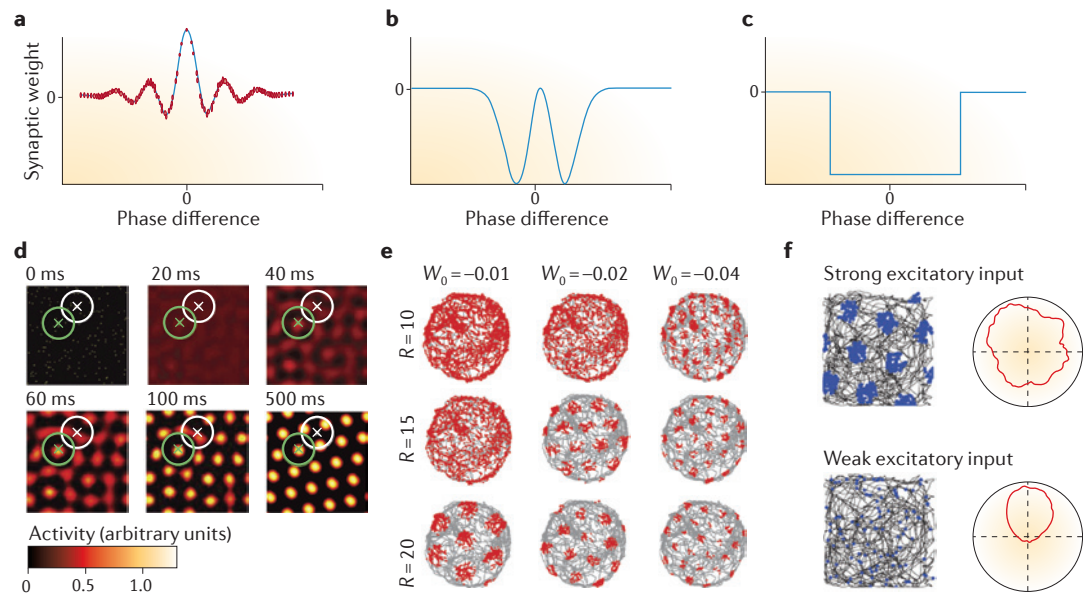 a
b
c
Synaptic weight
0
0
Phase difference
0
0
Phase difference
0
0
Phase difference
d
0 ms
20 ms
40 ms
60 ms
100 ms
500 ms
Activity (arbitrary units)
0
0.5
1.0
e
W0 = −0.01
W0 = −0.02
W0 = −0.04
R = 10
R = 15
R = 20
f
Strong excitatory input
Weak excitatory input